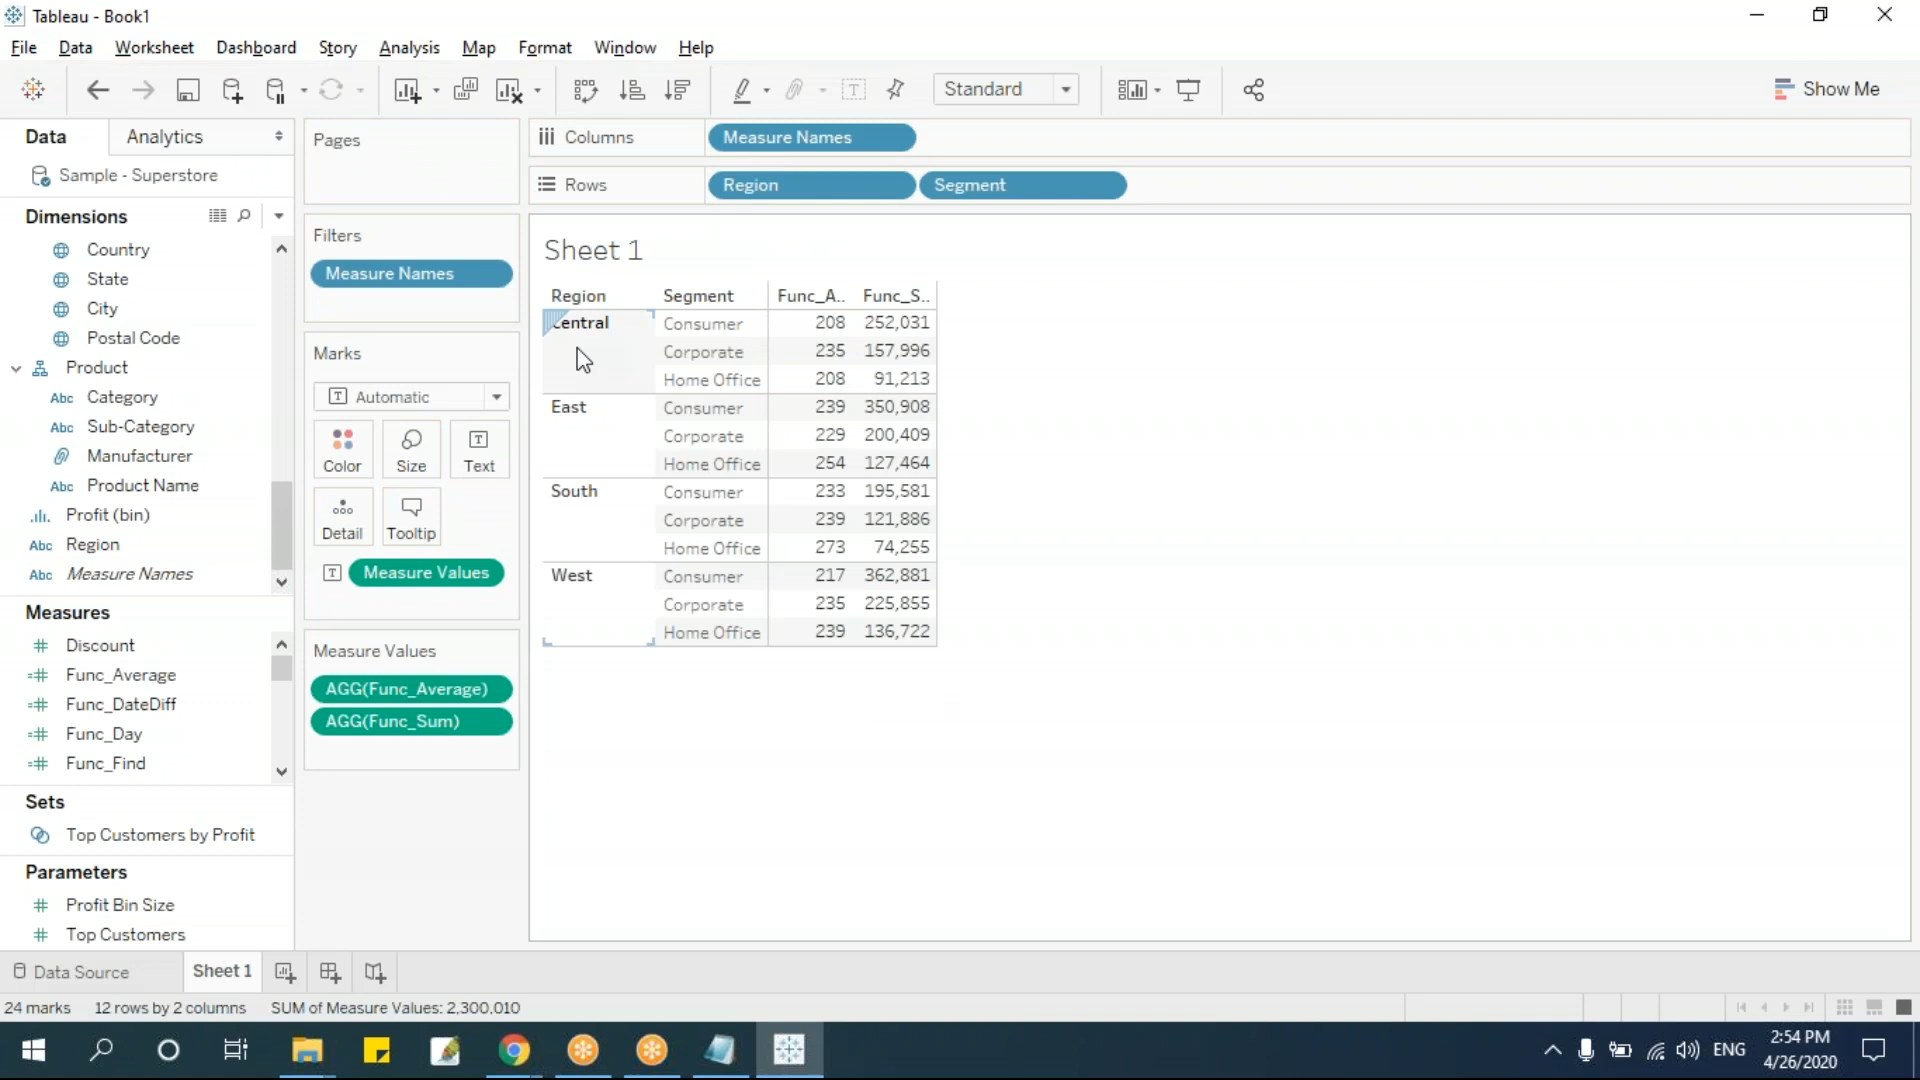 Tableau - Book1
File Data Worksheet Dashboard Story Analysis Map Format Window Help
Standard
Show Me
Data Analytics
Sample - Superstore
Dimensions
Country
State
City
Postal Code
Product
Abc Category
Abc Sub-Category
Manufacturer
Abc Product Name
Profit (bin)
Abc Region
Abc Measure Names
Measures
Discount
Func_Average
Func_DateDiff
Func_Day
Func_Find
Sets
Top Customers by Profit
Parameters
Profit Bin Size
Top Customers
Pages
Filters
Measure Names
Marks
Automatic
Color Size Text
Detail Tooltip
Measure Values
Measure Values
AGG(Func_Average)
AGG(Func_Sum)
Columns Measure Names
Rows Region Segment
Sheet 1
Region Segment Func_A.. Func_S..
Central Consumer 208 252,031
Corporate 235 157,996
Home Office 208 91,213
East Consumer 239 350,908
Corporate 229 200,409
Home Office 254 127,464
South Consumer 233 195,581
Corporate 239 121,886
Home Office 273 74,255
West Consumer 217 362,881
Corporate 235 225,855
Home Office 239 136,722
Data Source Sheet 1
24 marks 12 rows by 2 columns SUM of Measure Values: 2,300,010
ENG 2:54 PM
4/26/2020